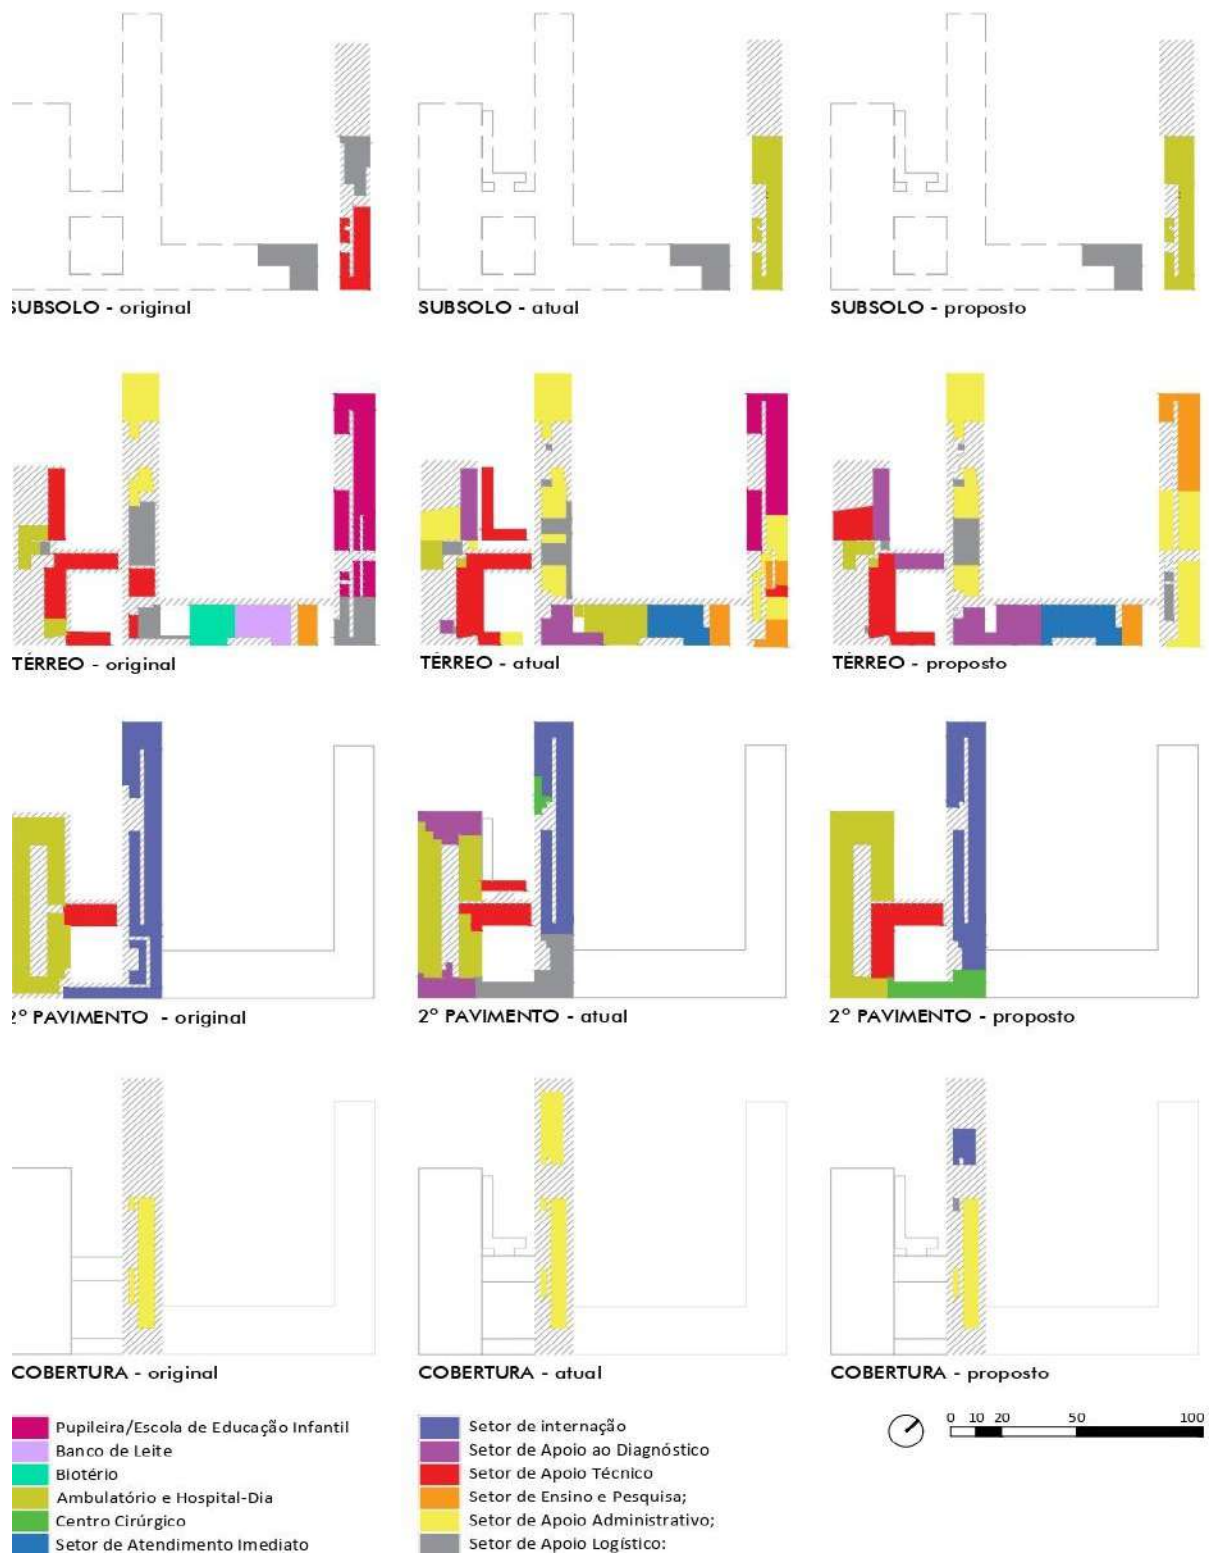 SUBSOLO - original
SUBSOLO - atual
SUBSOLO - proposto
TÉRREO - original
TÉRREO - atual
TÉRREO - proposto
2º PAVIMENTO - original
2º PAVIMENTO - atual
2º PAVIMENTO - proposto
COBERTURA - original
COBERTURA - atual
COBERTURA - proposto
Pupileira/Escola de Educação Infantil
Banco de Leite
Biotério
Ambulatório e Hospital-Dia
Centro Cirúrgico
Setor de Atendimento Imediato
Setor de internação
Setor de Apoio ao Diagnóstico
Setor de Apoio Técnico
Setor de Ensino e Pesquisa;
Setor de Apoio Administrativo;
Setor de Apoio Logístico:
0 10 20 50 100